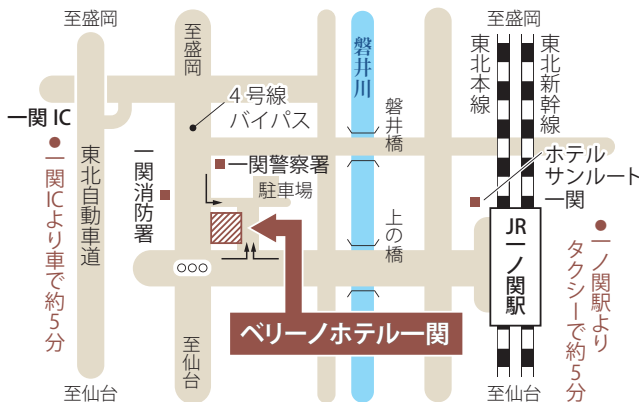 至盛岡
至盛岡
至盛岡
磐井川
東北本線
東北新幹線
一関 IC
4号線
バイパス
磐井橋
●一関ICより車で約5分
東北自動車道
一関消防署
一関警察署
駐車場
ホテル
サンルート
一関
上の橋
JR
一ノ関駅
●一ノ関駅より
タクシーで約5分
ベリーノホテル一関
至仙台
至仙台
至仙台